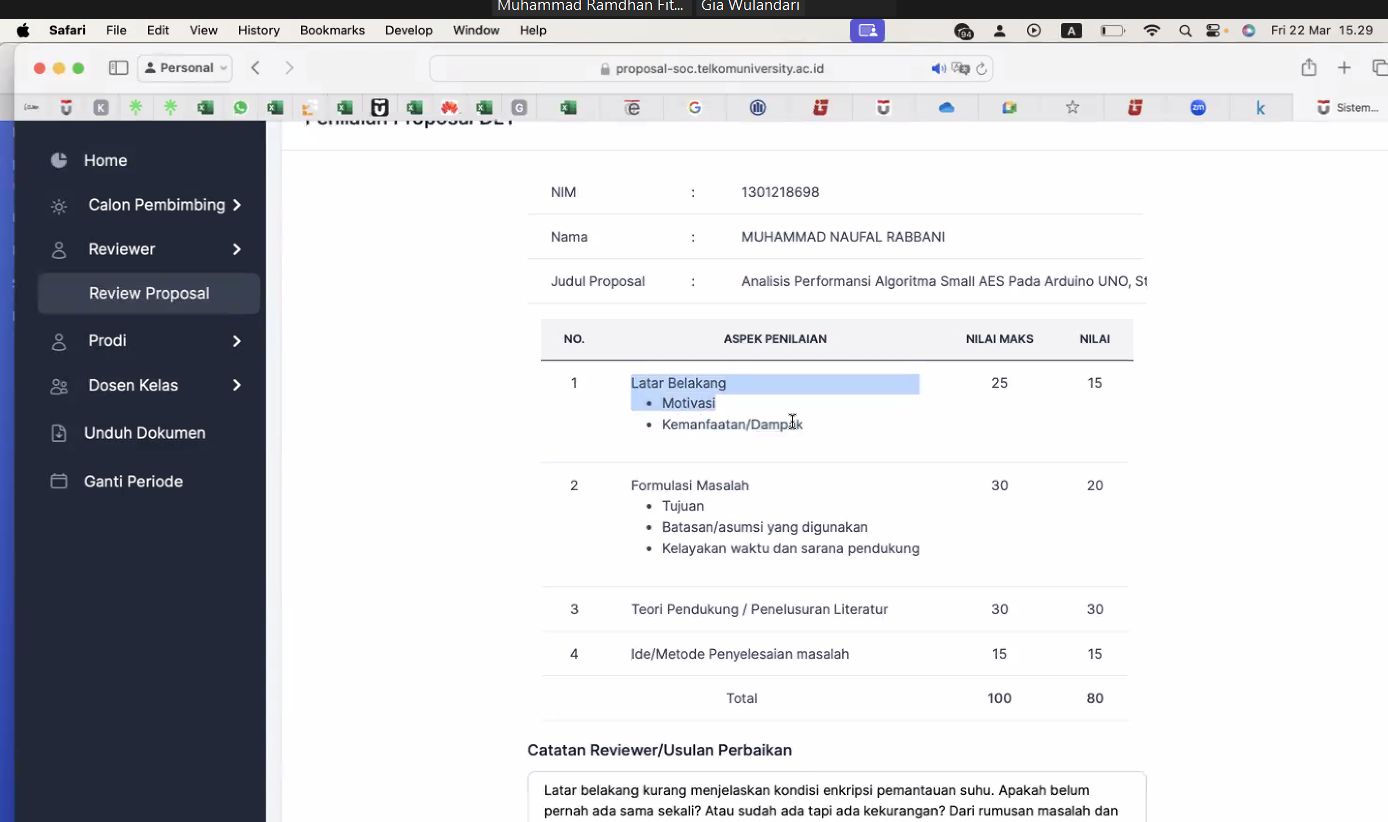 Muhammad Ramdhan Fit... Gia Wulandari
Safari File Edit View History Bookmarks Develop Window Help 94 A Fri 22 Mar 15.29
Personal proposal-soc.telkomuniversity.ac.id
K G G zm k Sistem...
Penilaian Proposal DE1
Home
Calon Pembimbing
Reviewer
Review Proposal
Prodi
Dosen Kelas
Unduh Dokumen
Ganti Periode
NIM : 1301218698
Nama : MUHAMMAD NAUFAL RABBANI
Judul Proposal : Analisis Performansi Algoritma Small AES Pada Arduino UNO, St
NO. ASPEK PENILAIAN NILAI MAKS NILAI
1 Latar Belakang 25 15
• Motivasi
• Kemanfaatan/Dampak
2 Formulasi Masalah 30 20
• Tujuan
• Batasan/asumsi yang digunakan
• Kelayakan waktu dan sarana pendukung
3 Teori Pendukung / Penelusuran Literatur 30 30
4 Ide/Metode Penyelesaian masalah 15 15
Total 100 80
Catatan Reviewer/Usulan Perbaikan
Latar belakang kurang menjelaskan kondisi enkripsi pemantauan suhu. Apakah belum
pernah ada sama sekali? Atau sudah ada tapi ada kekurangan? Dari rumusan masalah dan